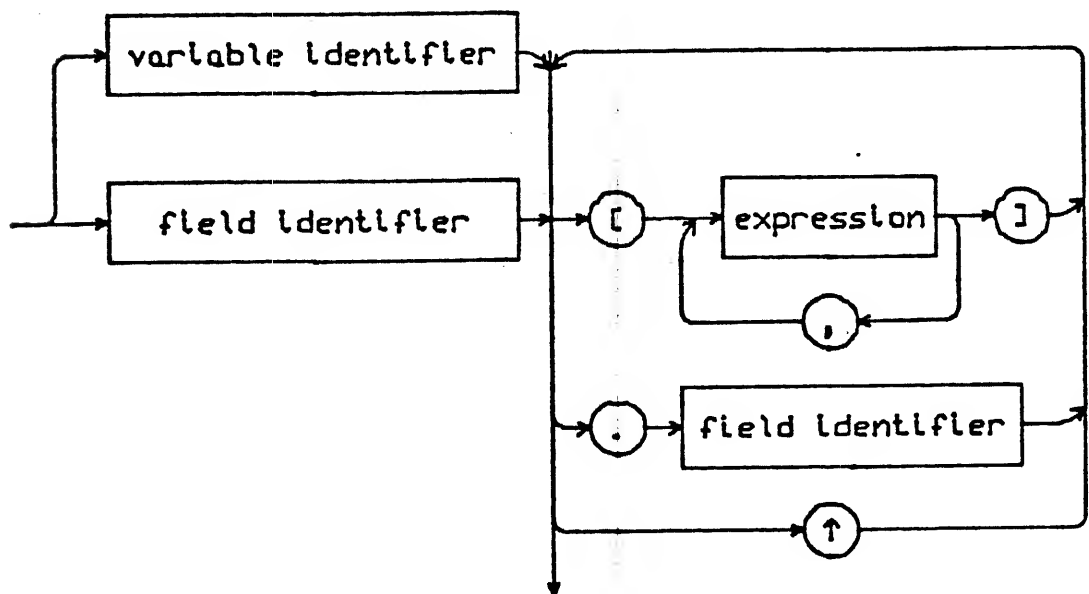 variable identifier
field identifier
[
expression
]
,
.
field identifier
↑